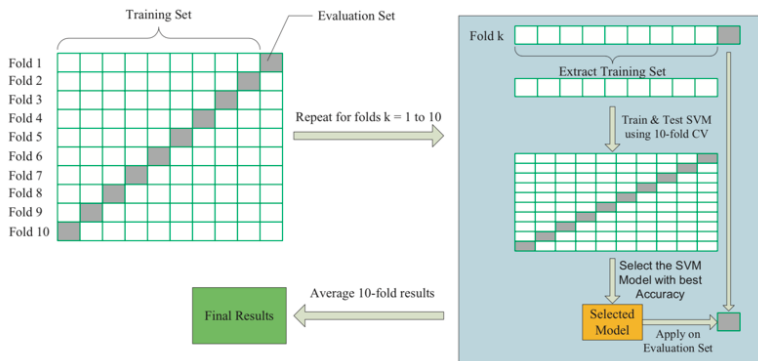 Training Set
Evaluation Set
Fold 1
Fold 2
Fold 3
Fold 4
Fold 5
Fold 6
Fold 7
Fold 8
Fold 9
Fold 10
Repeat for folds k = 1 to 10
Fold k
Extract Training Set
Train & Test SVM
using 10-fold CV
Select the SVM
Model with best
Accuracy
Selected
Model
Apply on
Evaluation Set
Average 10-fold results
Final Results